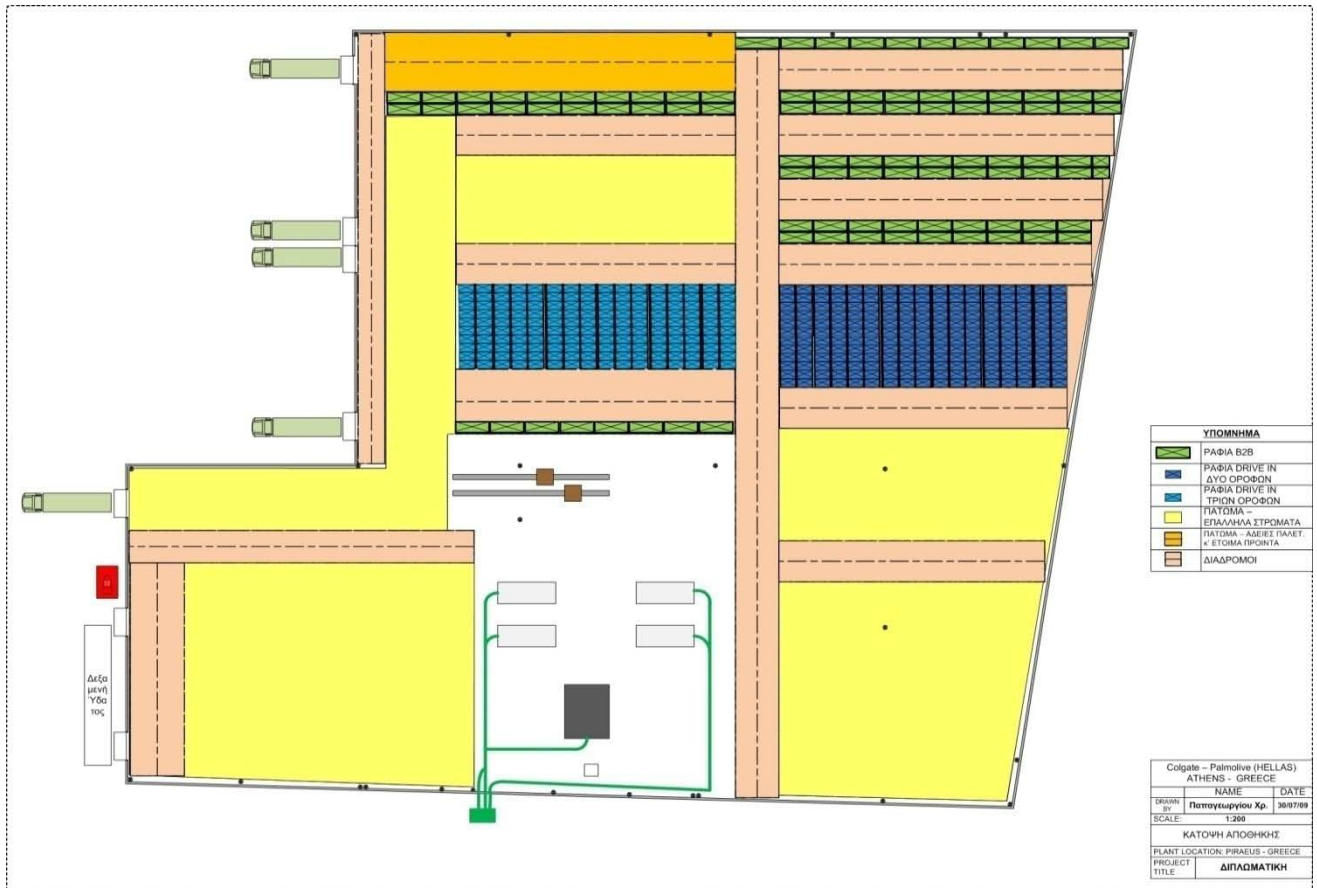 Δεξα
μενή
Ύδα
τος
ΥΠΟΜΝΗΜΑ
ΡΑΦΙΑ B2B
ΡΑΦΙΑ DRIVE IN
ΔΥΟ ΟΡΟΦΩΝ
ΡΑΦΙΑ DRIVE IN
ΤΡΙΩΝ ΟΡΟΦΩΝ
ΠΑΤΩΜΑ –
ΕΠΑΛΛΗΛΑ ΣΤΡΩΜΑΤΑ
ΠΑΤΩΜΑ – ΑΔΕΙΕΣ ΠΑΛΕΤ.
κ' ΕΤΟΙΜΑ ΠΡΟΙΝΤΑ
ΔΙΑΔΡΟΜΟΙ
Colgate – Palmolive (HELLAS)
ATHENS - GREECE
NAME DATE
DRAWN BY Παπαγεωργίου Χρ. 30/07/09
SCALE: 1:200
ΚΑΤΟΨΗ ΑΠΟΘΗΚΗΣ
PLANT LOCATION: PIRAEUS - GREECE
PROJECT TITLE ΔΙΠΛΩΜΑΤΙΚΗ